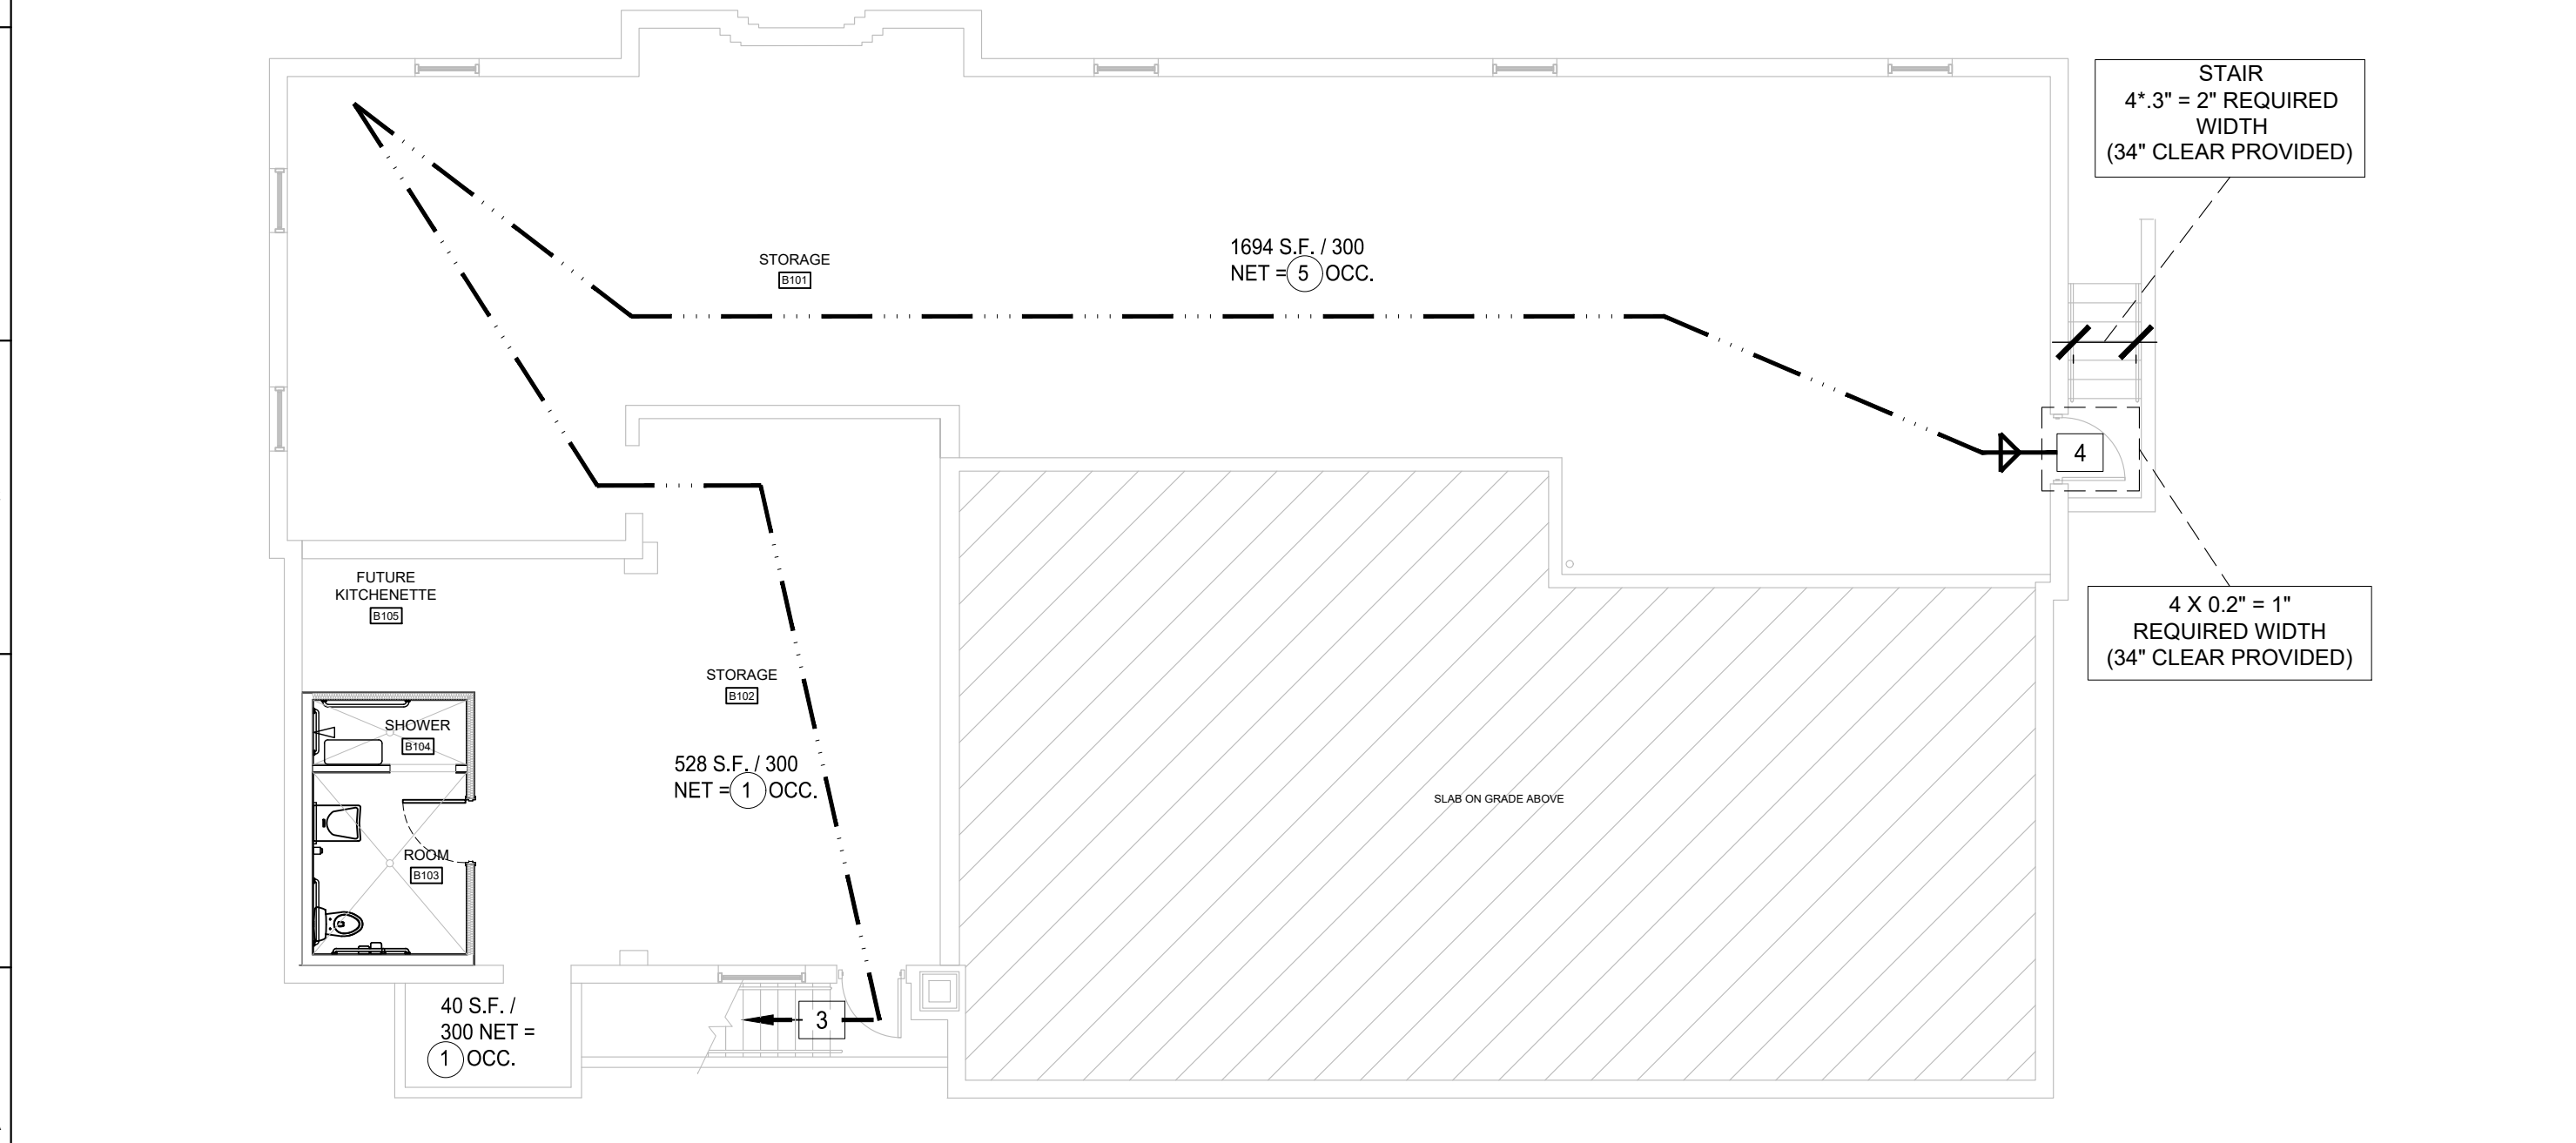 STAIR
4*.3" = 2" REQUIRED
WIDTH
(34" CLEAR PROVIDED)
STORAGE
B101
1694 S.F. / 300
NET = 5 OCC.
4
4 X 0.2" = 1"
REQUIRED WIDTH
(34" CLEAR PROVIDED)
FUTURE
KITCHENETTE
B105
STORAGE
B102
SHOWER
B104
528 S.F. / 300
NET = 1 OCC.
SLAB ON GRADE ABOVE
ROOM
B103
40 S.F. /
300 NET =
1 OCC.
3